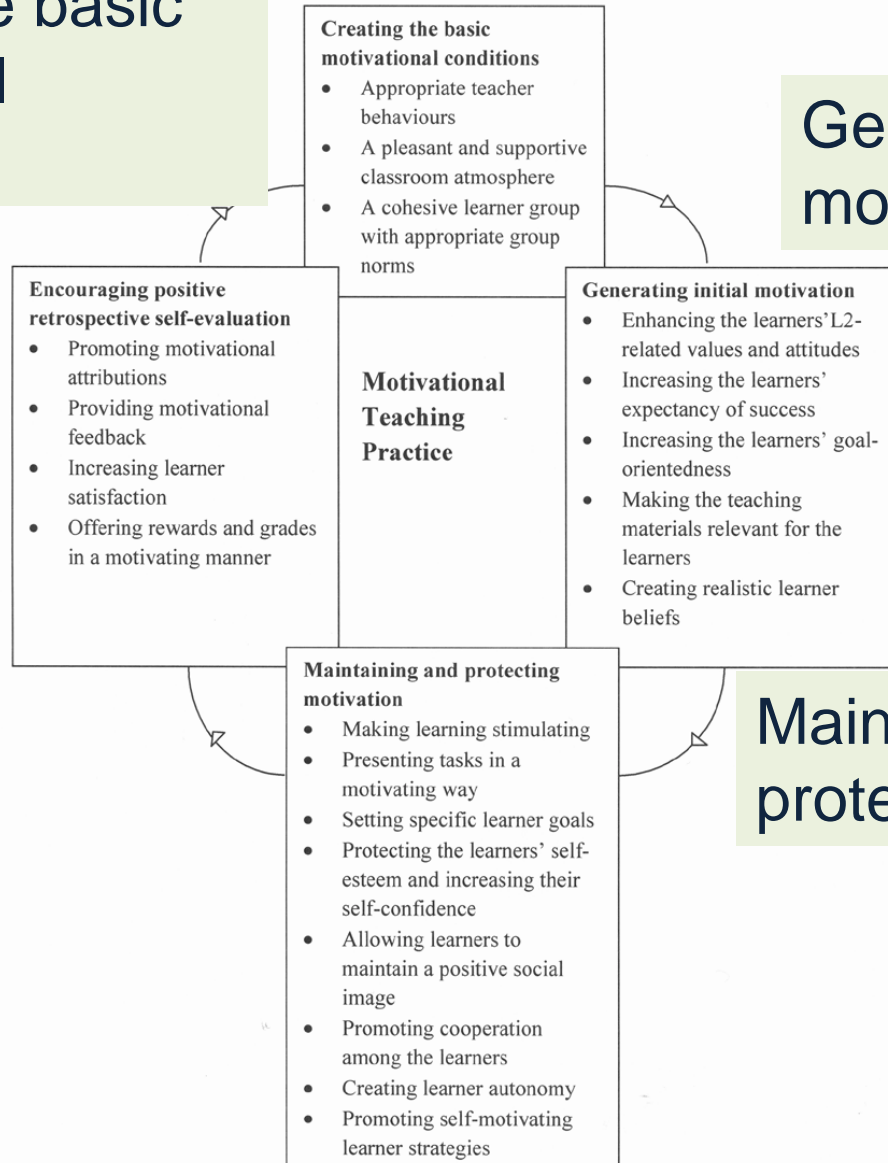 e basic
Creating the basic
motivational conditions
• Appropriate teacher
behaviours
• A pleasant and supportive
classroom atmosphere
• A cohesive learner group
with appropriate group
norms
Ge
mo
Encouraging positive
retrospective self-evaluation
• Promoting motivational
attributions
• Providing motivational
feedback
• Increasing learner
satisfaction
• Offering rewards and grades
in a motivating manner
Motivational
Teaching
Practice
Generating initial motivation
• Enhancing the learners'L2-
related values and attitudes
• Increasing the learners'
expectancy of success
• Increasing the learners' goal-
orientedness
• Making the teaching
materials relevant for the
learners
• Creating realistic learner
beliefs
Maintaining and protecting
motivation
• Making learning stimulating
• Presenting tasks in a
motivating way
• Setting specific learner goals
• Protecting the learners' self-
esteem and increasing their
self-confidence
• Allowing learners to
maintain a positive social
image
• Promoting cooperation
among the learners
• Creating learner autonomy
• Promoting self-motivating
learner strategies
Main
prote